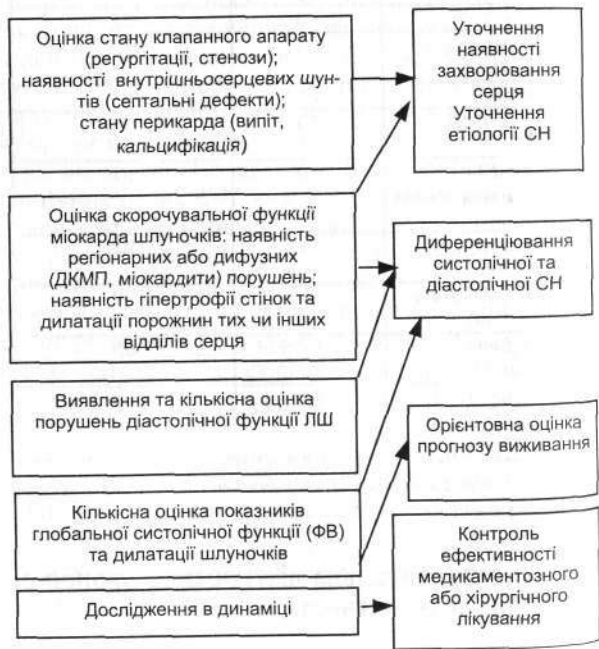 Оцінка стану клапанного апарату
(регургітації, стенози);
наявності внутрішньосерцевих шун-
тів (септальні дефекти);
стану перикарда (випіт,
кальцифікація)
Уточнення
наявності
захворювання
серця
Уточнення
етіології СН
Оцінка скорочувальної функції
міокарда шлуночків: наявність
регіонарних або дифузних
(ДКМП, міокардити) порушень;
наявність гіпертрофії стінок та
дилатації порожнин тих чи інших
відділів серця
Диференціювання
систолічної та
діастолічної СН
Виявлення та кількісна оцінка
порушень діастолічної функції ЛШ
Орієнтовна оцінка
прогнозу виживання
Кількісна оцінка показників
глобальної систолічної функції (ФВ)
та дилатації шлуночків
Контроль
ефективності
медикаментозного
або хірургічного
лікування
Дослідження в динаміці